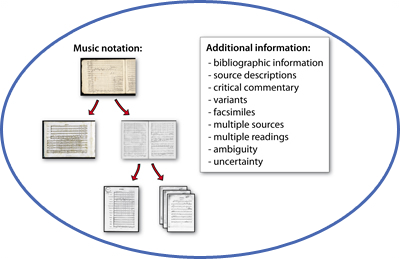 Music notation:
Additional information:
- bibliographic information
- source descriptions
- critical commentary
- variants
- facsimiles
- multiple sources
- multiple readings
- ambiguity
- uncertainty